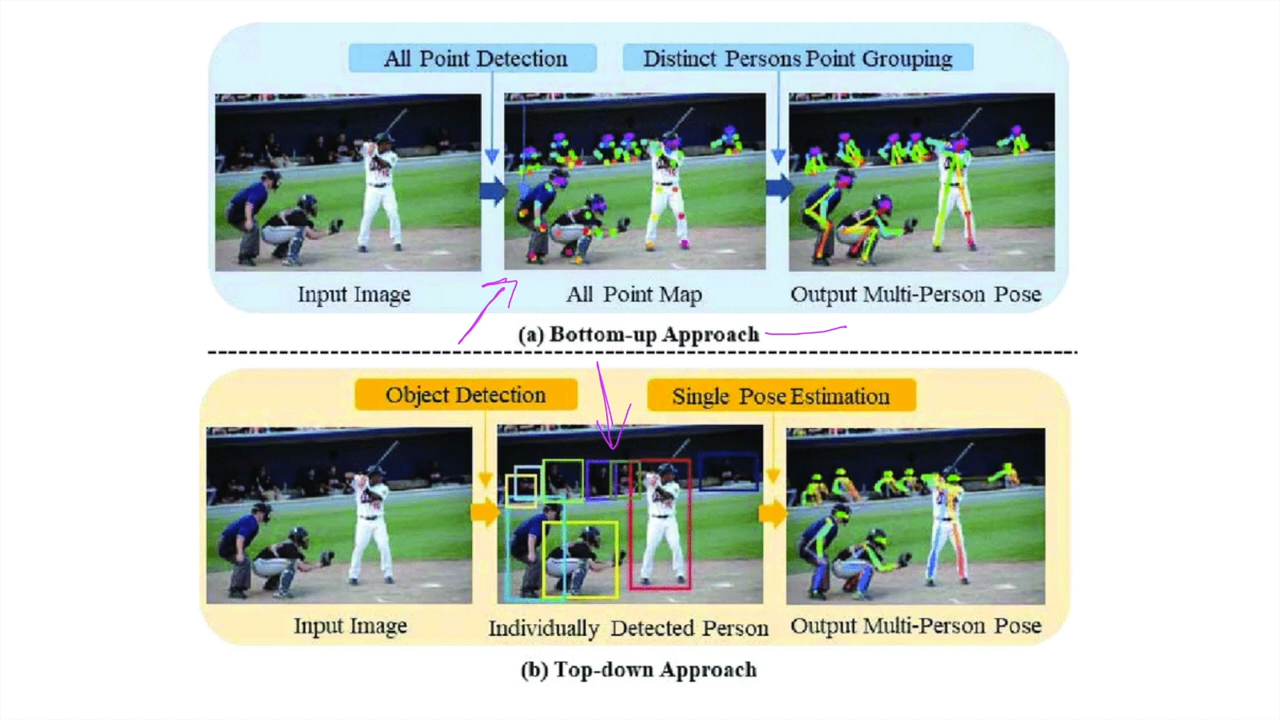 All Point Detection
Distinct Persons Point Grouping
Input Image
All Point Map
Output Multi-Person Pose
(a) Bottom-up Approach
Object Detection
Single Pose Estimation
Input Image
Individually Detected Person
Output Multi-Person Pose
(b) Top-down Approach